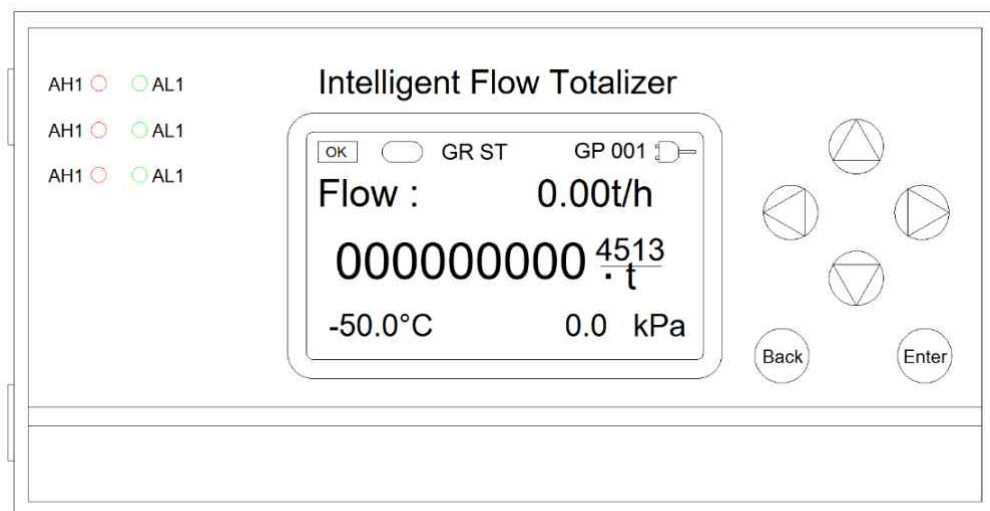 Intelligent Flow Totalizer
AH1 AL1
AH1 AL1
AH1 AL1
OK GR ST GP 001
Flow : 0.00t/h
000000000 . 4513 t
-50.0°C 0.0 kPa
Back
Enter